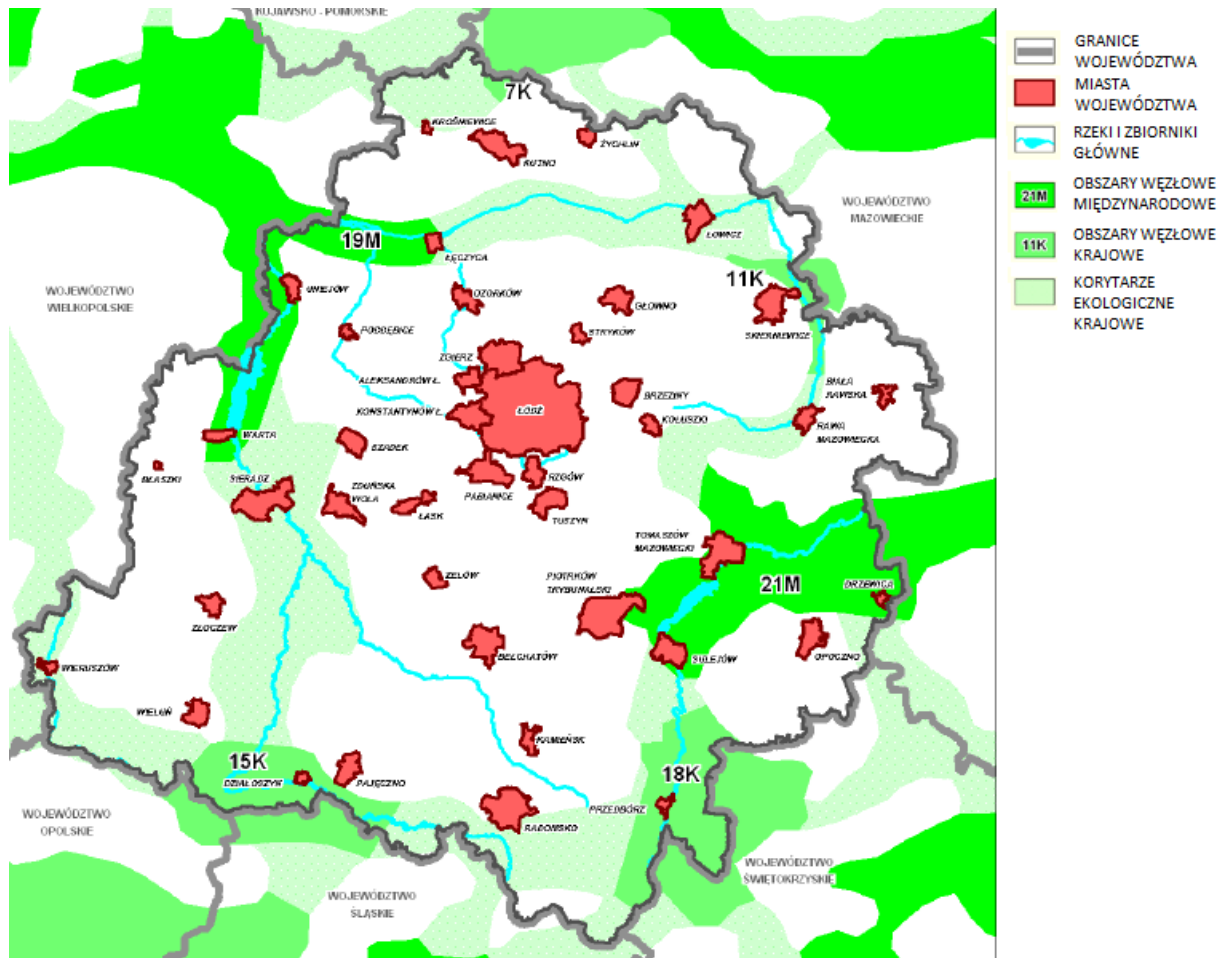 KUJAWSKO - POMORSKIE
7K
KROŚNIEWICE
KUTNO
ŻYCHLIN
WOJEWÓDZTWO
MAZOWIECKIE
19M
ŁĘCZYCA
ŁOWICZ
11K
WOJEWÓDZTWO
WIELKOPOLSKIE
UNIEJÓW
OZORKÓW
GŁOWNO
PODDĘBICE
STRYKÓW
SKIERNIEWICE
ZGIERZ
ALEKSANDRÓW Ł.
KONSTANTYNÓW Ł.
ŁÓDŹ
BRZEZINY
KOLUSZKI
BIAŁA
RAWSKA
RAWA
MAZOWIECKA
WARTA
SZADEK
BŁASZKI
SIERADZ
ZDUŃSKA
WOLA
ŁASK
PABIANICE
RZGÓW
TUSZYN
TOMASZÓW
MAZOWIECKI
ZELÓW
PIOTRKÓW
TRYBUNALSKI
21M
DRZEWICA
ZŁOCZEW
BEŁCHATÓW
SULEJÓW
OPOCZNO
WIERUSZÓW
WIELUŃ
KAMIEŃSK
15K
DZIAŁOSZYN
PAJĘCZNO
18K
PRZEDBÓRZ
RADOMSKO
WOJEWÓDZTWO
OPOLSKIE
WOJEWÓDZTWO
ŚLĄSKIE
WOJEWÓDZTWO
ŚWIĘTOKRZYSKIE
GRANICE
WOJEWÓDZTWA
MIASTA
WOJEWÓDZTWA
RZEKI I ZBIORNIKI
GŁÓWNE
21M
OBSZARY WĘZŁOWE
MIĘDZYNARODOWE
11K
OBSZARY WĘZŁOWE
KRAJOWE
KORYTARZE
EKOLOGICZNE
KRAJOWE